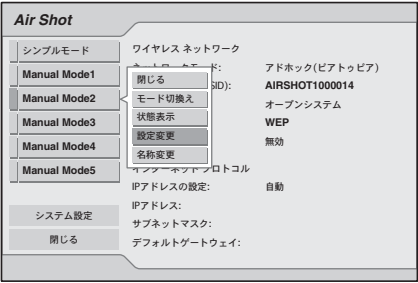 Air Shot
シンプルモード
Manual Mode1
Manual Mode2
Manual Mode3
Manual Mode4
Manual Mode5
システム設定
閉じる
閉じる
モード切換え
状態表示
設定変更
名称変更
ワイヤレス ネットワーク
ド: アドホック(ピアトゥピア)
SID): AIRSHOT1000014
オープンシステム
WEP
無効
インターネットプロトコル
IPアドレスの設定: 自動
IPアドレス:
サブネットマスク:
デフォルトゲートウェイ: